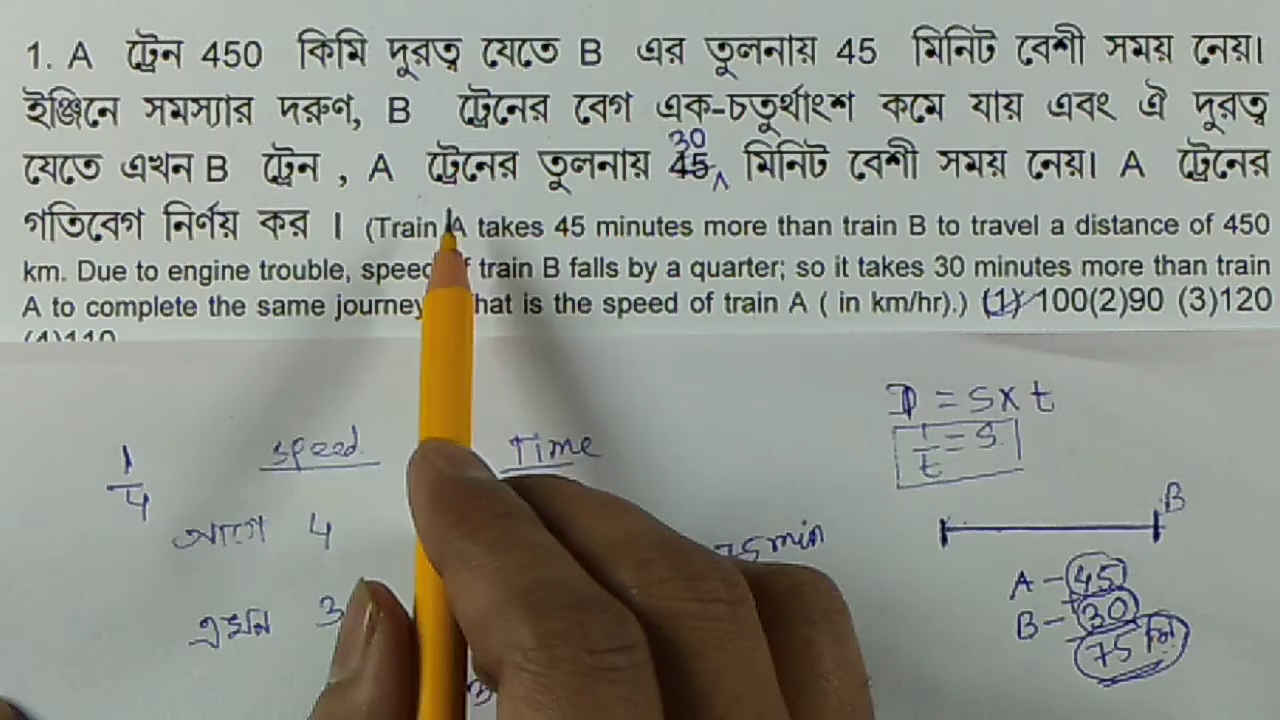 1. A ট্রেন 450 কিমি দুরত্ব যেতে B এর তুলনায় 45 মিনিট বেশী সময় নেয়।
ইঞ্জিনে সমস্যার দরুণ, B ট্রেনের বেগ এক-চতুর্থাংশ কমে যায় এবং ঐ দুরত্ব
30
যেতে এখন B ট্রেন , A ট্রেনের তুলনায় 45 মিনিট বেশী সময় নেয়। A ট্রেনের
গতিবেগ নির্ণয় কর । (Train A takes 45 minutes more than train B to travel a distance of 450
km. Due to engine trouble, speed train B falls by a quarter; so it takes 30 minutes more than train
A to complete the same journey is the speed of train A ( in km/hr).) (1) 100(2)90 (3)120
(4)110
D = s x t
1/t = s
speed Time
1/4
আগে 4 min
B
A - 45
এখন 3
B - 30
75 মি